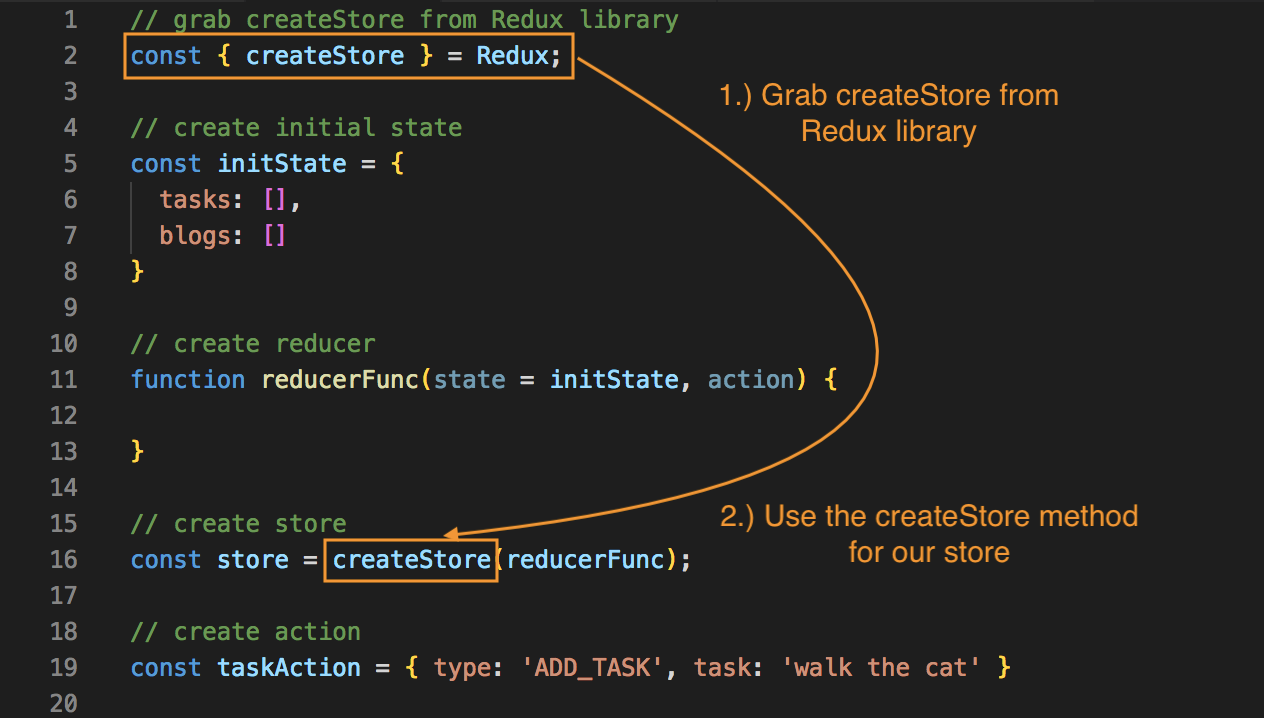 1 // grab createStore from Redux library
2 const { createStore } = Redux;
3
4 // create initial state
5 const initState = {
6   tasks: [],
7   blogs: []
8 }
9
10 // create reducer
11 function reducerFunc(state = initState, action) {
12
13 }
14
15 // create store
16 const store = createStore(reducerFunc);
17
18 // create action
19 const taskAction = { type: 'ADD_TASK', task: 'walk the cat' }
20
1.) Grab createStore from
Redux library
2.) Use the createStore method
for our store